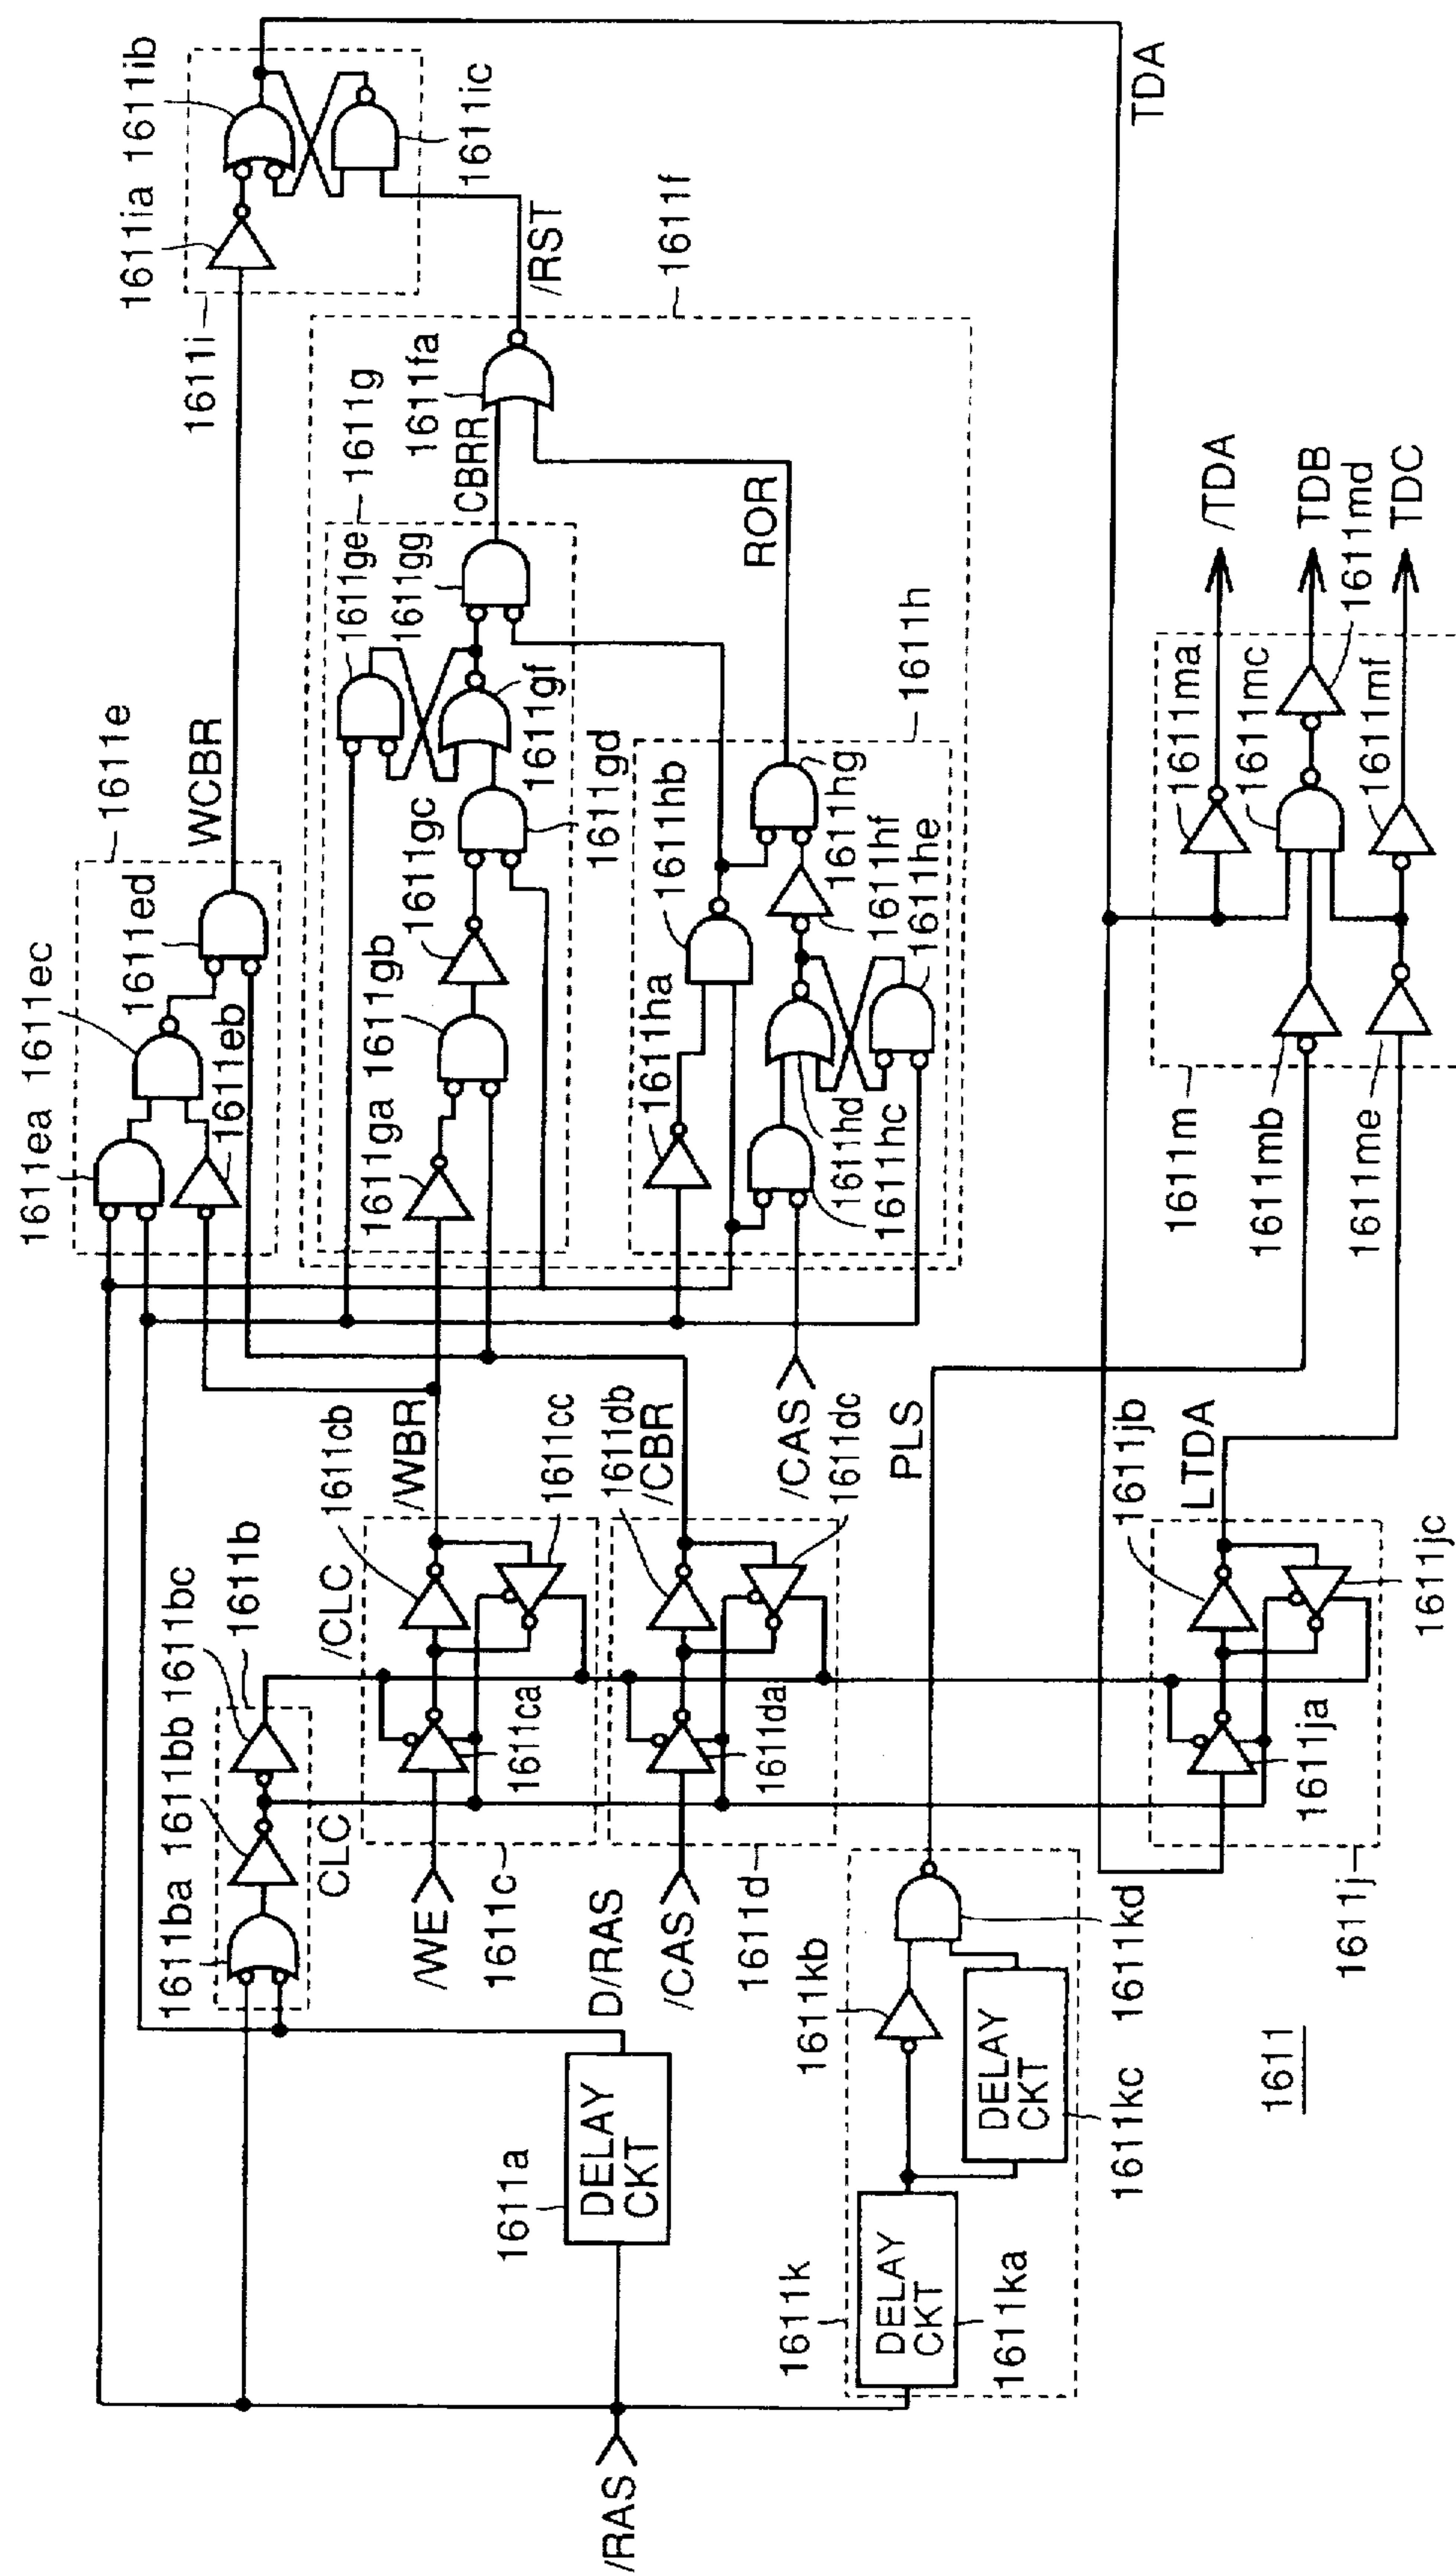 1611ea 1611ec
1611ed
1611e
1611eb
WCBR
1611ia 1611ib
1611i
1611ic
/RST
1611f
1611fa
1611g
CBRR
1611ge
1611gg
1611gf
1611gd
1611gc
1611ga 1611gb
ROR
1611h
1611ha
1611hb
1611hg
1611hf
1611he
1611hd
1611hc
TDA
/TDA
TDB
TDC
1611md
1611ma
1611mc
1611mf
1611m
1611mb
1611me
1611ba 1611bb 1611bc
1611b
CLC
/CLC
1611cb
/WBR
1611cc
1611ca
/WE
1611c
1611db
/CBR
/CAS
1611dc
1611da
D/RAS
/CAS
1611d
PLS
1611a
DELAY
CKT
1611k
DELAY
CKT
1611ka
1611kb
DELAY
CKT
1611kc
1611kd
/RAS
1611jb
LTDA
1611jc
1611ja
1611j
1611